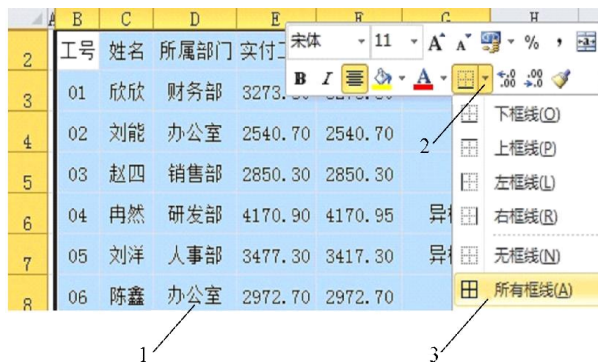 B C D E F G H
宋体 11 A A % ,
B I A
2 工号 姓名 所属部门 实付
3 01 欣欣 财务部
4 02 刘能 办公室 2540.70 2540.70
5 03 赵四 销售部 2850.30 2850.30
6 04 冉然 研发部 4170.90 4170.95 异
7 05 刘洋 人事部 3477.30 3417.30 异
8 06 陈鑫 办公室 2972.70 2972.70
下框线(O)
上框线(P)
左框线(L)
右框线(R)
无框线(N)
所有框线(A)
1
2
3